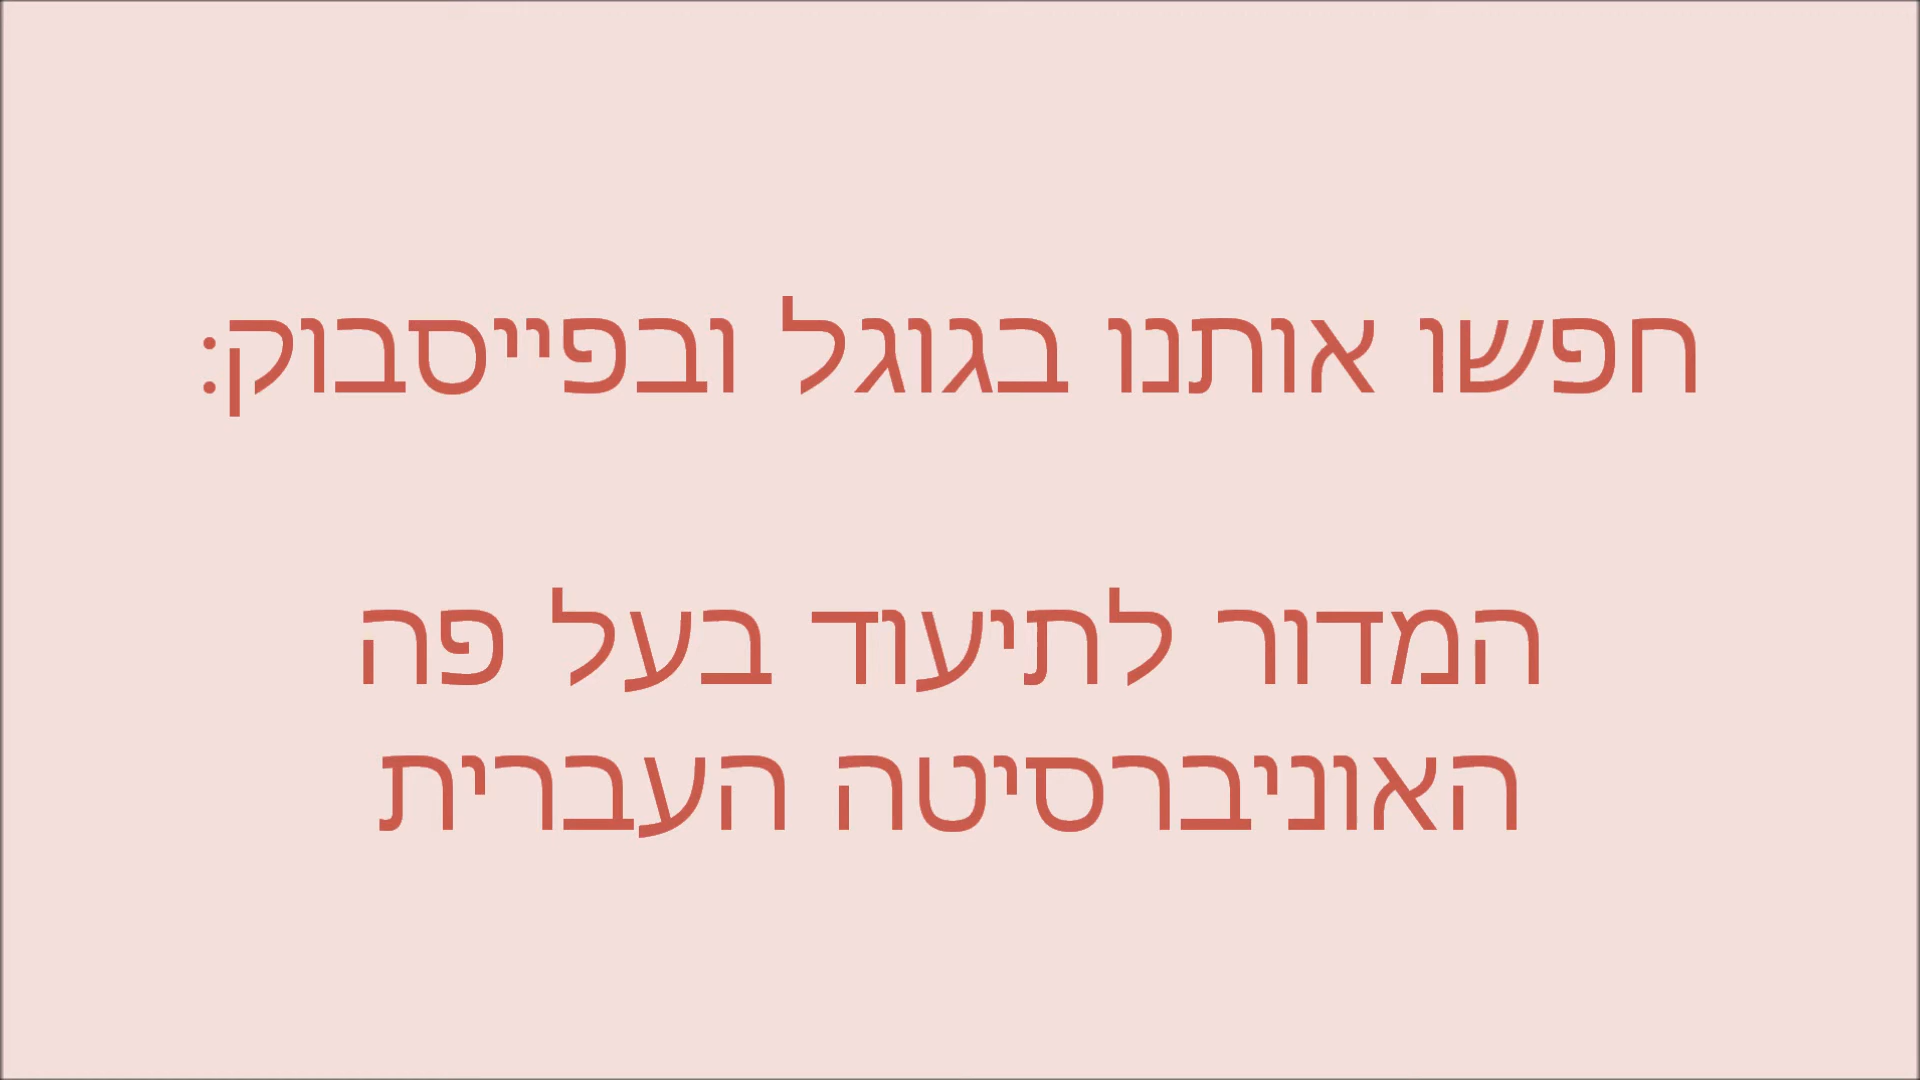 חפשו אותנו בגוגל ובפייסבוק:
המדור לתיעוד בעל פה
האוניברסיטה העברית